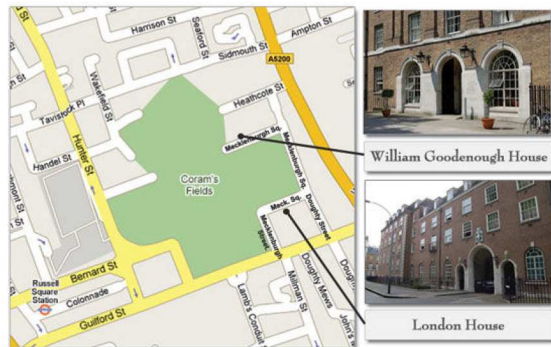 Harrison St
Seaford St
Ampton St
Sidmouth St
A5200
Wakefield St
Tavistock Pl
Heathcote St
Mecklenburgh Sq.
Hunter St
Handel St
Mecklenburgh Sq.
Coram's
Fields
Meck. Sq.
Doughty Street
Mecklenburgh
Street
Bernard St
Russell
Square
Station
Colonnade
Guilford St
Lamb's Conduit
Millman St
Doughty Mews
John's
William Goodenough House
London House